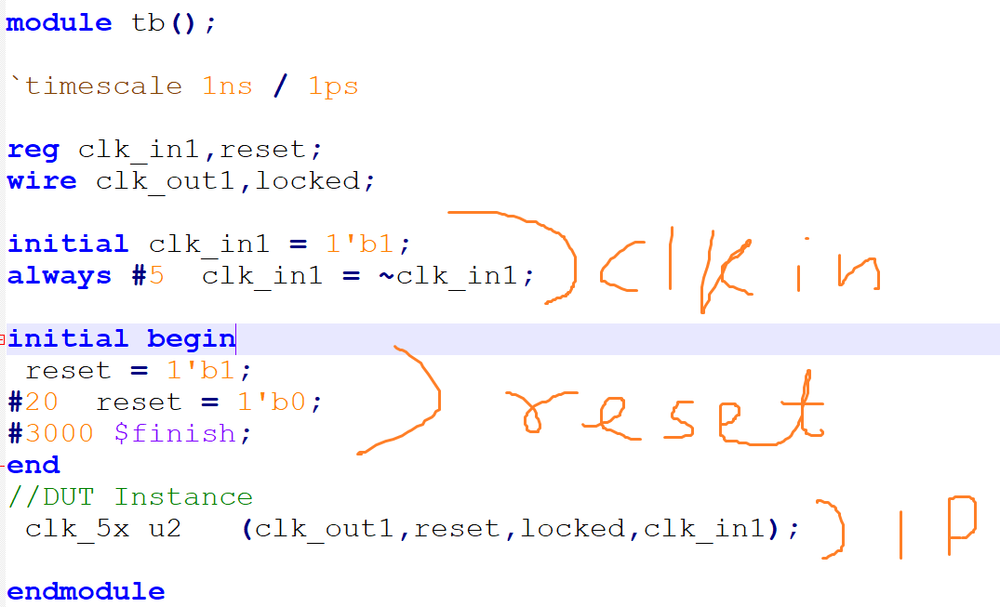 module tb();
`timescale 1ns / 1ps
reg clk_in1,reset;
wire clk_out1,locked;
initial clk_in1 = 1'b1;
always #5  clk_in1 = ~clk_in1;
clk in
initial begin
reset = 1'b1;
#20  reset = 1'b0;
#3000 $finish;
reset
end
//DUT Instance
clk_5x u2   (clk_out1,reset,locked,clk_in1);
IP
endmodule